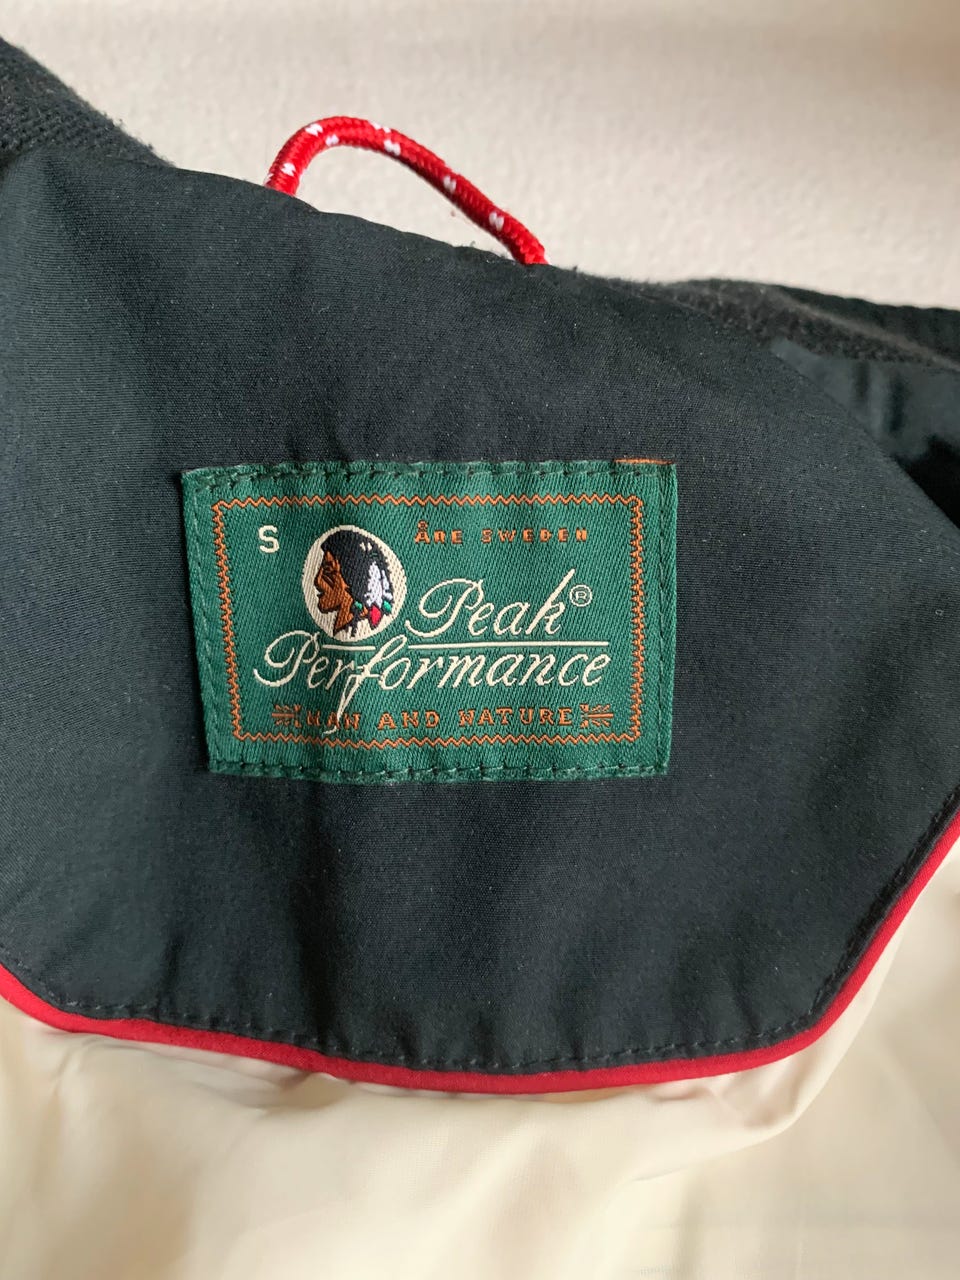 S
ÅRE SWEDEN
Peak®
Performance
MAN AND NATURE